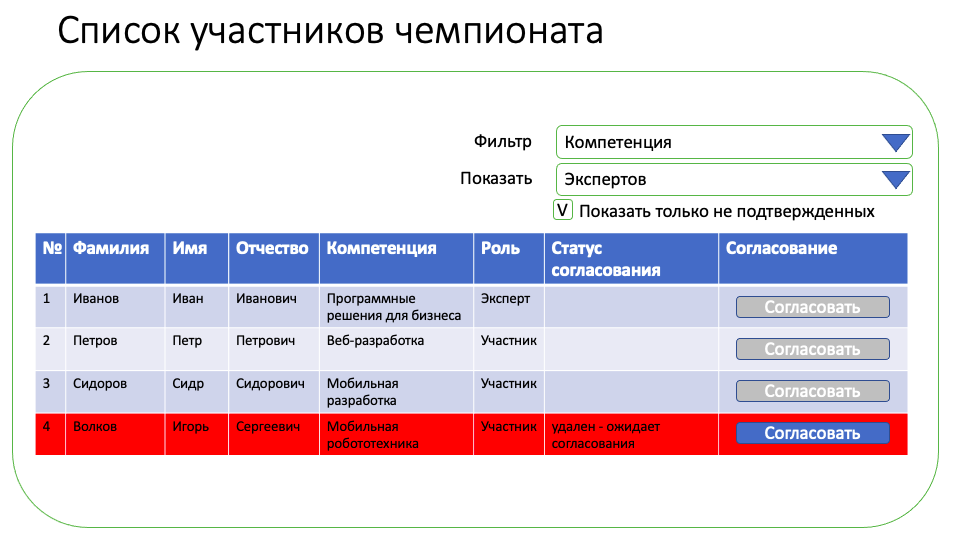 Список участников чемпионата
Фильтр
Компетенция
Показать
Экспертов
V Показать только не подтвержденных
№ Фамилия Имя Отчество Компетенция Роль Статус согласования Согласование
1 Иванов Иван Иванович Программные решения для бизнеса Эксперт Согласовать
2 Петров Петр Петрович Веб-разработка Участник Согласовать
3 Сидоров Сидр Сидорович Мобильная разработка Участник Согласовать
4 Волков Игорь Сергеевич Мобильная робототехника Участник удален - ожидает согласования Согласовать